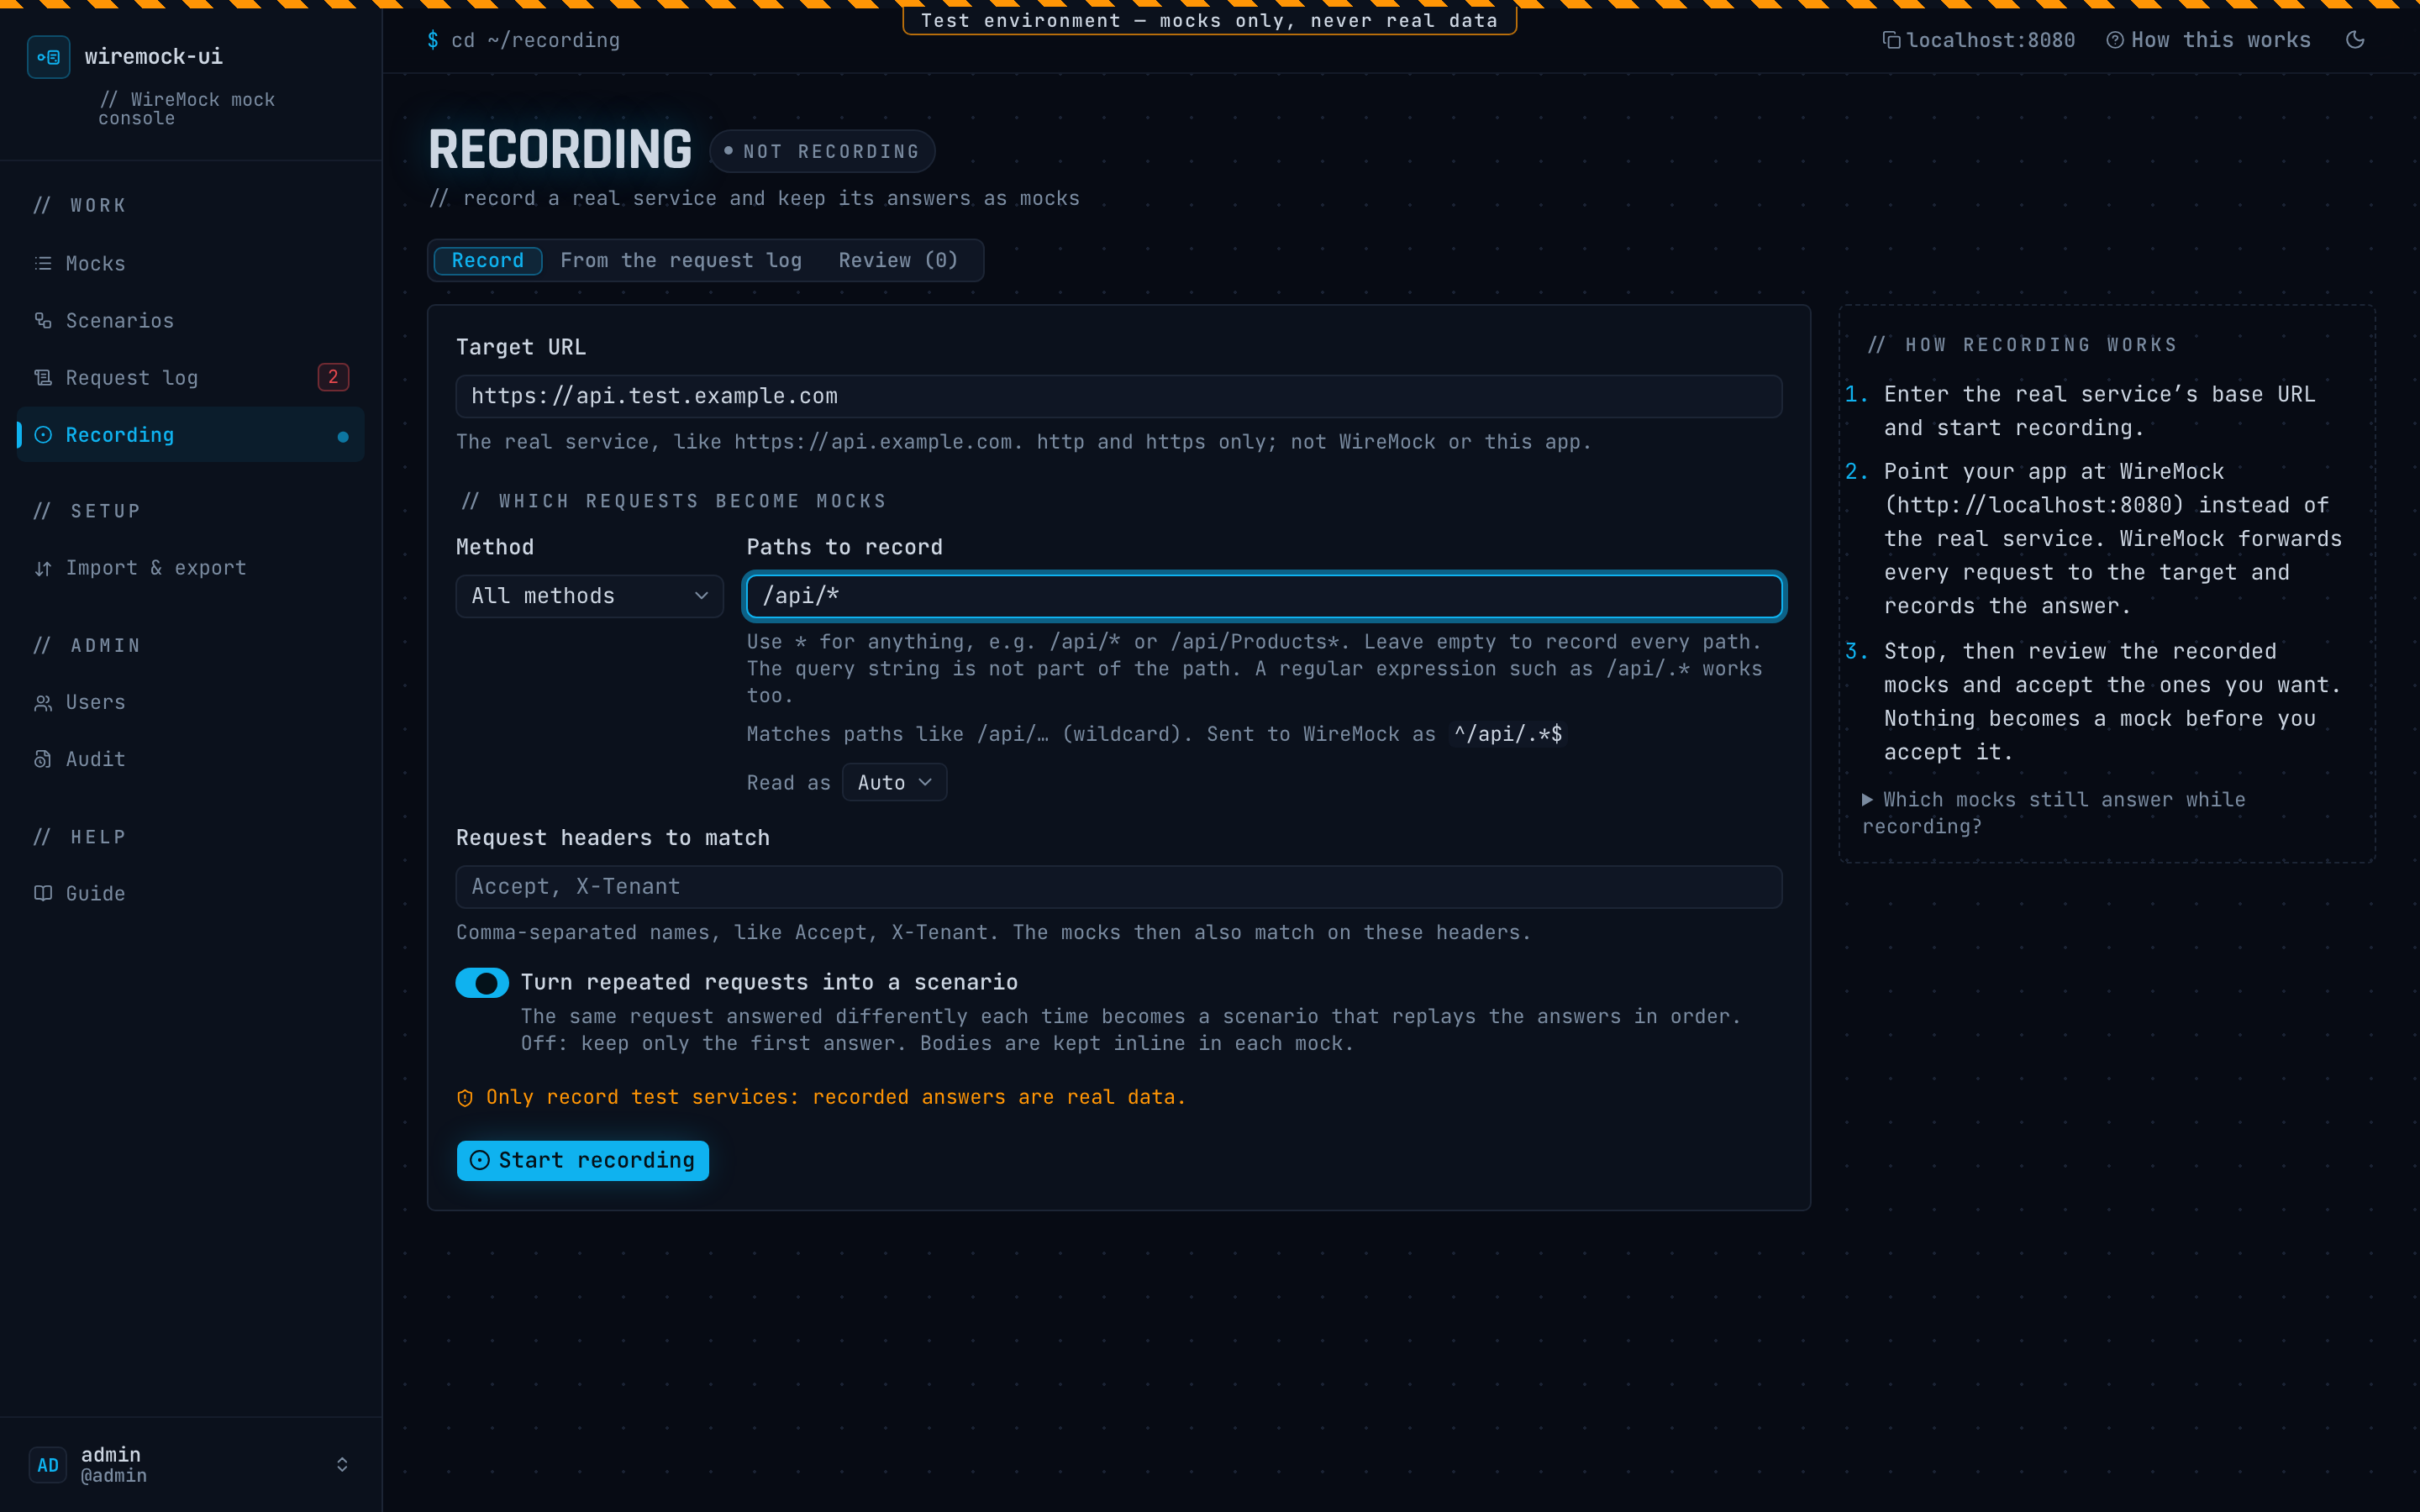 Test environment — mocks only, never real data
wiremock-ui
// WireMock mock
console
// WORK
Mocks
Scenarios
Request log 2
Recording
// SETUP
Import & export
// ADMIN
Users
Audit
// HELP
Guide
AD admin
@admin
$ cd ~/recording
localhost:8080 How this works
RECORDING NOT RECORDING
// record a real service and keep its answers as mocks
Record From the request log Review (0)
Target URL
https://api.test.example.com
The real service, like https://api.example.com. http and https only; not WireMock or this app.
// WHICH REQUESTS BECOME MOCKS
Method Paths to record
All methods /api/*
Use * for anything, e.g. /api/* or /api/Products*. Leave empty to record every path.
The query string is not part of the path. A regular expression such as /api/.* works
too.
Matches paths like /api/… (wildcard). Sent to WireMock as ^/api/.*$
Read as Auto
Request headers to match
Accept, X-Tenant
Comma-separated names, like Accept, X-Tenant. The mocks then also match on these headers.
Turn repeated requests into a scenario
The same request answered differently each time becomes a scenario that replays the answers in order.
Off: keep only the first answer. Bodies are kept inline in each mock.
Only record test services: recorded answers are real data.
Start recording
// HOW RECORDING WORKS
1. Enter the real service’s base URL
and start recording.
2. Point your app at WireMock
(http://localhost:8080) instead of
the real service. WireMock forwards
every request to the target and
records the answer.
3. Stop, then review the recorded
mocks and accept the ones you want.
Nothing becomes a mock before you
accept it.
Which mocks still answer while
recording?